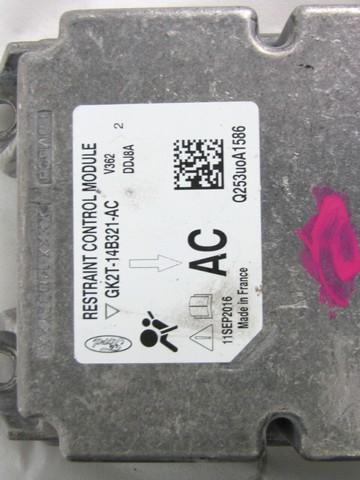 RESTRAINT CONTROL MODULE
V362
2
GK2T-14B321-AC
DDJ8A
AC
Q253uoA1586
11SEP2016
Made in France
Ford